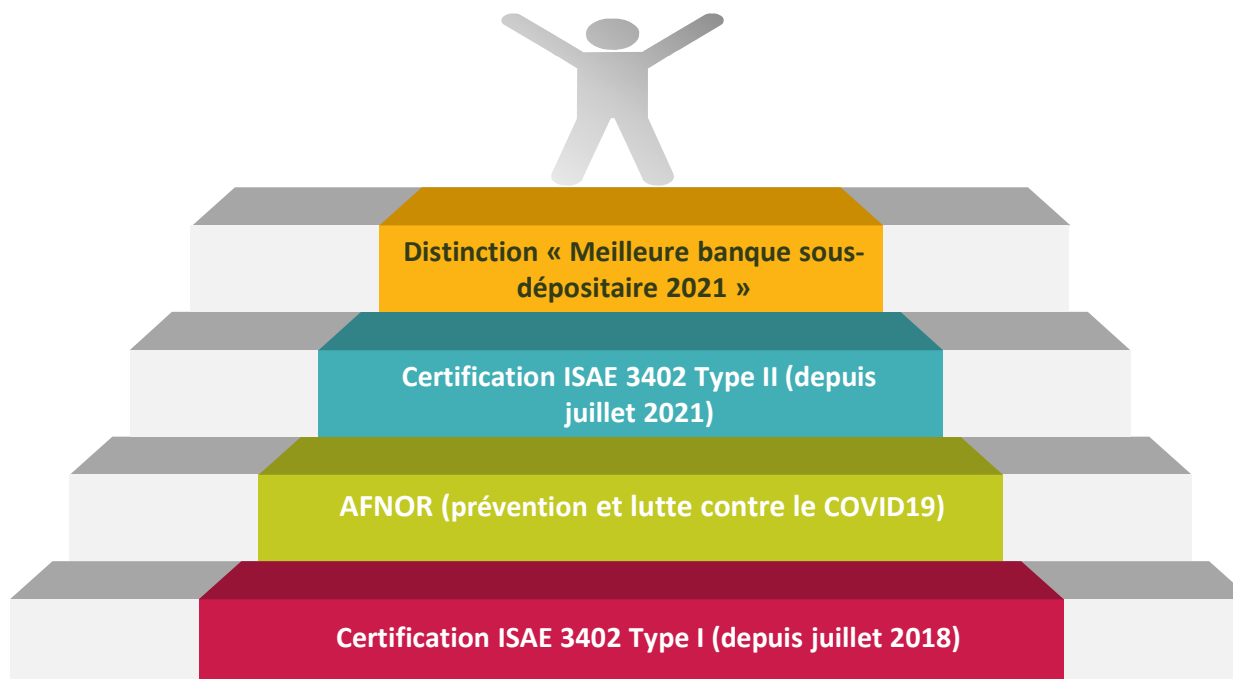 Distinction « Meilleure banque sous-
dépositaire 2021 »
Certification ISAE 3402 Type II (depuis
juillet 2021)
AFNOR (prévention et lutte contre le COVID19)
Certification ISAE 3402 Type I (depuis juillet 2018)